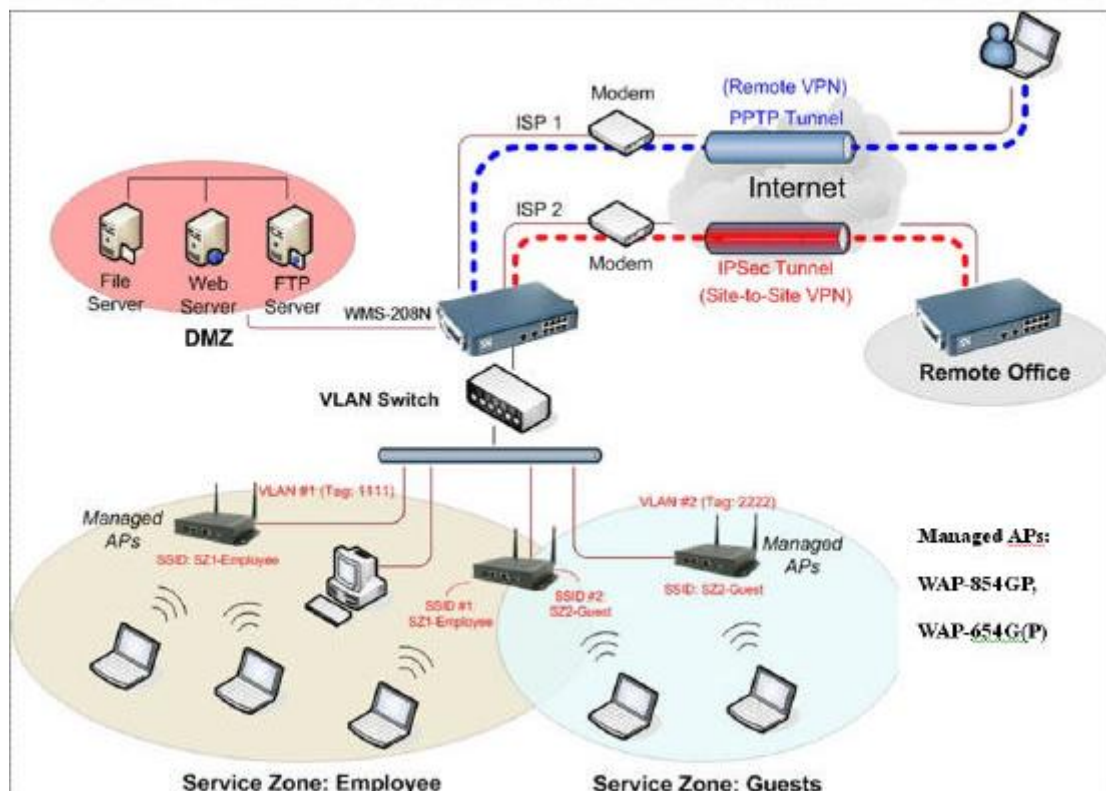 Modem
(Remote VPN)
PPTP Tunnel
ISP 1
Internet
ISP 2
Modem
IPSec Tunnel
(Site-to-Site VPN)
File
Server
Web
Server
FTP
Server
DMZ
WMS-208N
Remote Office
VLAN Switch
VLAN #1 (Tag: 1111)
Managed
APs
SSID: SZ1-Employee
VLAN #2 (Tag: 2222)
Managed
APs
SSID: SZ2-Guest
SSID #1:
SZ1-Employee
SSID #2:
SZ2-Guest
Managed APs:
WAP-854GP,
WAP-654G(P)
Service Zone: Employee
Service Zone: Guests